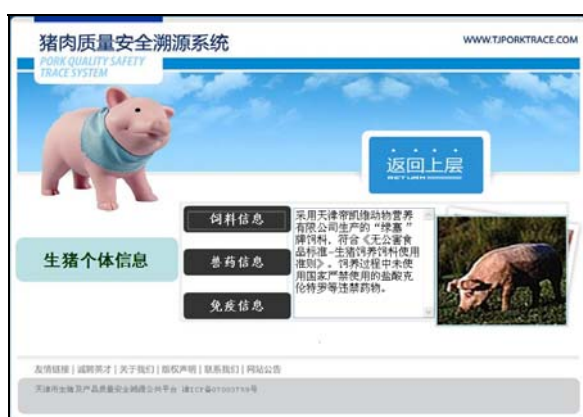 猪肉质量安全溯源系统
WWW.TJPORKTRACE.COM
PORK QUALITY SAFETY
TRACE SYSTEM
返回上层
RETURN
饲料信息
采用天津帝凯维动物营养
有限公司生产的“绿塞”
牌饲料，符合《无公害食
品标准-生猪饲养饲料使用
准则》。饲养过程中未使
用国家严禁使用的盐酸克
伦特罗等违禁药物。
生猪个体信息
兽药信息
免疫信息
友情链接 | 诚聘英才 | 关于我们 | 版权声明 | 联系我们 | 网站公告
天津市生猪及产品质量安全溯源公共平台